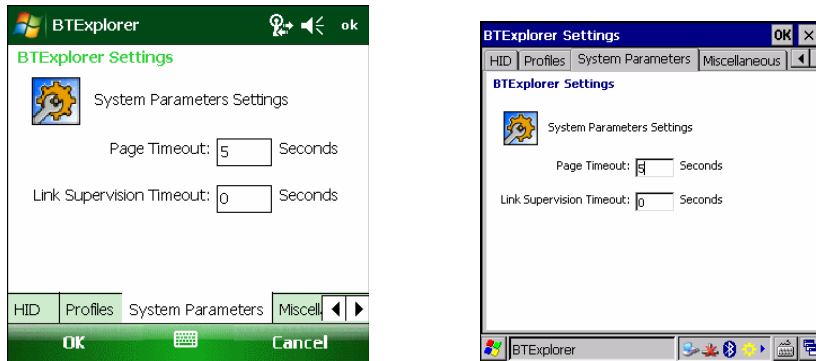 BTExplorer ok
BTExplorer Settings
System Parameters Settings
Page Timeout: 5 Seconds
Link Supervision Timeout: 0 Seconds
HID Profiles System Parameters Miscell
OK Cancel
BTExplorer Settings OK ×
HID Profiles System Parameters Miscellaneous
BTExplorer Settings
System Parameters Settings
Page Timeout: 5 Seconds
Link Supervision Timeout: 0 Seconds
BTExplorer